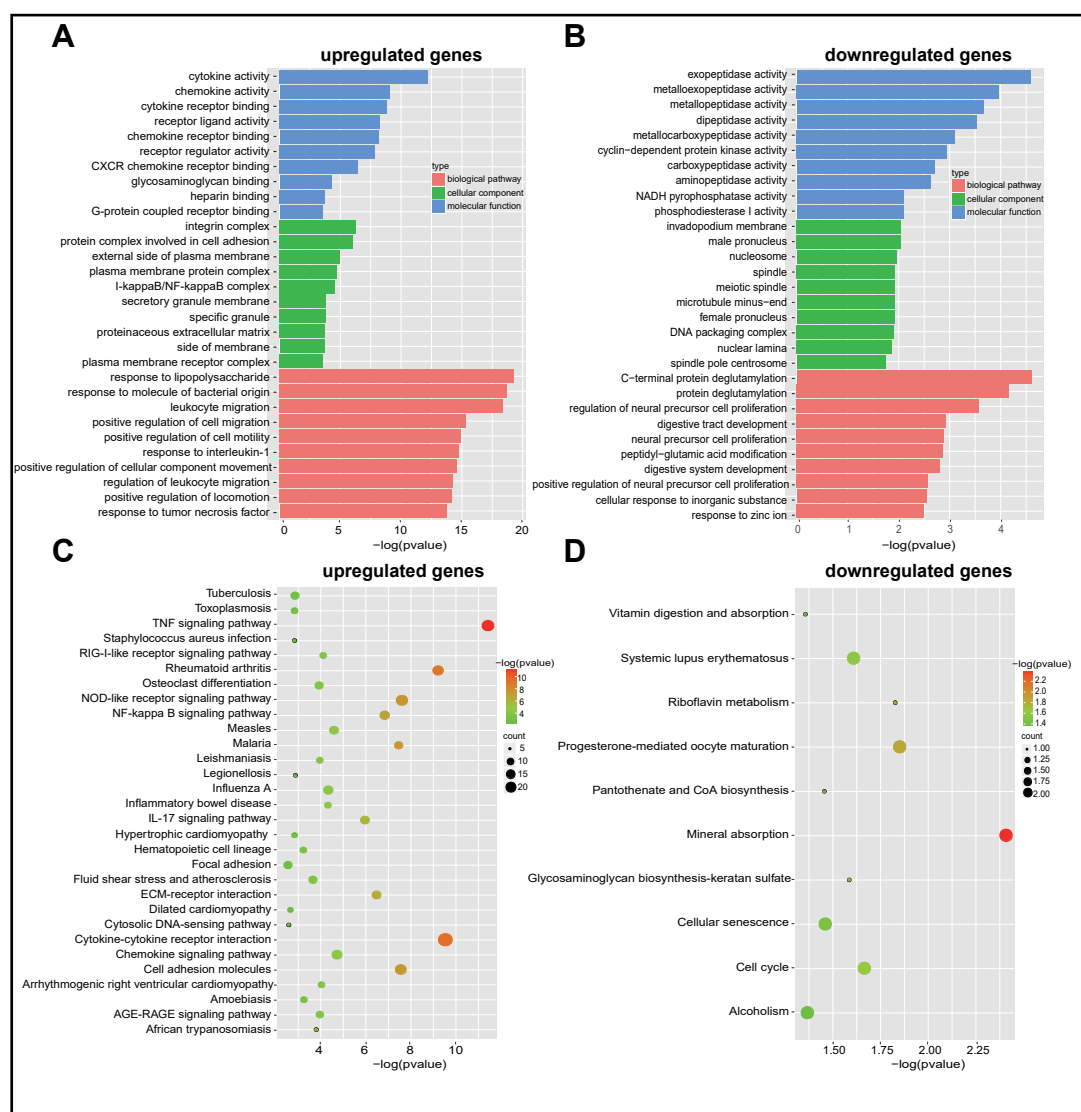 A
upregulated genes
cytokine activity
chemokine activity
cytokine receptor binding
receptor ligand activity
chemokine receptor binding
receptor regulator activity
CXCR chemokine receptor binding
glycosaminoglycan binding
heparin binding
G-protein coupled receptor binding
integrin complex
protein complex involved in cell adhesion
external side of plasma membrane
plasma membrane protein complex
I-kappaB/NF-kappaB complex
secretory granule membrane
specific granule
proteinaceous extracellular matrix
side of membrane
plasma membrane receptor complex
response to lipopolysaccharide
response to molecule of bacterial origin
leukocyte migration
positive regulation of cell migration
positive regulation of cell motility
response to interleukin-1
positive regulation of cellular component movement
regulation of leukocyte migration
positive regulation of locomotion
response to tumor necrosis factor
type
biological pathway
cellular component
molecular function
0 5 10 15 20
−log(pvalue)
B
downregulated genes
exopeptidase activity
metalloexopeptidase activity
metallopeptidase activity
dipeptidase activity
metallocarboxypeptidase activity
cyclin-dependent protein kinase activity
carboxypeptidase activity
aminopeptidase activity
NADH pyrophosphatase activity
phosphodiesterase I activity
invadopodium membrane
male pronucleus
nucleosome
spindle
meiotic spindle
microtubule minus-end
female pronucleus
DNA packaging complex
nuclear lamina
spindle pole centrosome
C-terminal protein deglutamylation
protein deglutamylation
regulation of neural precursor cell proliferation
digestive tract development
neural precursor cell proliferation
peptidyl-glutamic acid modification
digestive system development
positive regulation of neural precursor cell proliferation
cellular response to inorganic substance
response to zinc ion
type
biological pathway
cellular component
molecular function
0 1 2 3 4
−log(pvalue)
C
upregulated genes
Tuberculosis
Toxoplasmosis
TNF signaling pathway
Staphylococcus aureus infection
RIG-I-like receptor signaling pathway
Rheumatoid arthritis
Osteoclast differentiation
NOD-like receptor signaling pathway
NF-kappa B signaling pathway
Measles
Malaria
Leishmaniasis
Legionellosis
Influenza A
Inflammatory bowel disease
IL-17 signaling pathway
Hypertrophic cardiomyopathy
Hematopoietic cell lineage
Focal adhesion
Fluid shear stress and atherosclerosis
ECM-receptor interaction
Dilated cardiomyopathy
Cytosolic DNA-sensing pathway
Cytokine-cytokine receptor interaction
Chemokine signaling pathway
Cell adhesion molecules
Arrhythmogenic right ventricular cardiomyopathy
Amoebiasis
AGE-RAGE signaling pathway
African trypanosomiasis
4 6 8 10
−log(pvalue)
−log(pvalue)
10
8
6
4
count
5
10
15
20
D
downregulated genes
Vitamin digestion and absorption
Systemic lupus erythematosus
Riboflavin metabolism
Progesterone-mediated oocyte maturation
Pantothenate and CoA biosynthesis
Mineral absorption
Glycosaminoglycan biosynthesis-keratan sulfate
Cellular senescence
Cell cycle
Alcoholism
1.50 1.75 2.00 2.25
−log(pvalue)
−log(pvalue)
2.2
2.0
1.8
1.6
1.4
count
1.00
1.25
1.50
1.75
2.00